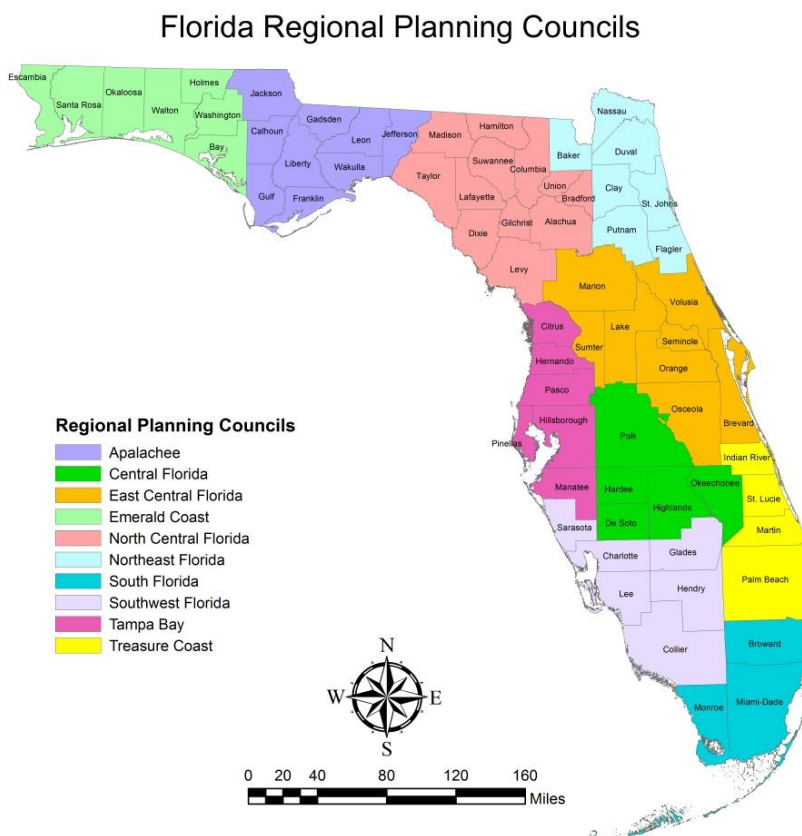 Florida Regional Planning Councils
Escambia
Santa Rosa
Okaloosa
Walton
Holmes
Washington
Bay
Jackson
Calhoun
Gulf
Liberty
Gadsden
Franklin
Leon
Wakulla
Jefferson
Madison
Taylor
Hamilton
Suwannee
Lafayette
Dixie
Columbia
Gilchrist
Levy
Union
Bradford
Alachua
Baker
Nassau
Duval
Clay
St. Johns
Putnam
Flagler
Marion
Volusia
Citrus
Sumter
Lake
Seminole
Hernando
Orange
Pasco
Osceola
Brevard
Hillsborough
Pinellas
Polk
Indian River
Manatee
Hardee
Okeechobee
St. Lucie
Highlands
De Soto
Sarasota
Martin
Charlotte
Glades
Lee
Hendry
Palm Beach
Collier
Broward
Monroe
Miami-Dade
Regional Planning Councils
Apalachee
Central Florida
East Central Florida
Emerald Coast
North Central Florida
Northeast Florida
South Florida
Southwest Florida
Tampa Bay
Treasure Coast
N
W
E
S
0 20 40 80 120 160
Miles